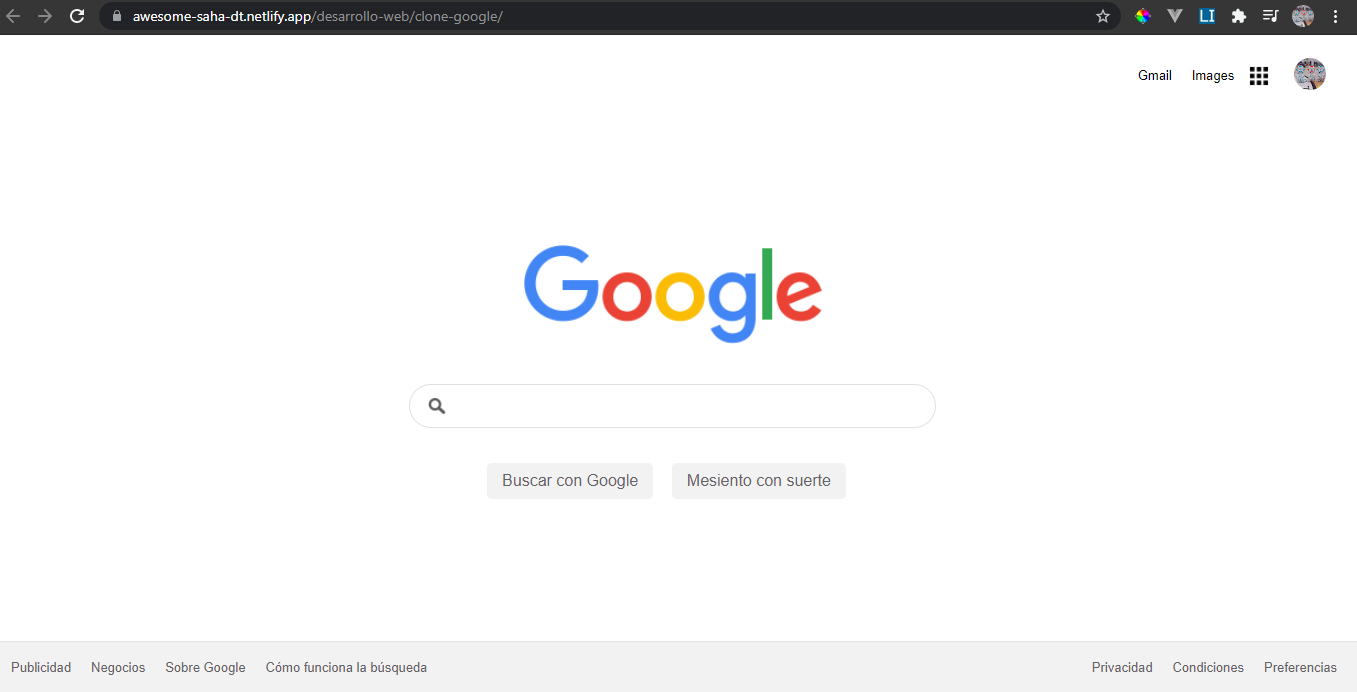 awesome-saha-dt.netlify.app/desarrollo-web/clone-google/
LI
Gmail Images
Google
Buscar con Google Mesiento con suerte
Publicidad Negocios Sobre Google Cómo funciona la búsqueda Privacidad Condiciones Preferencias